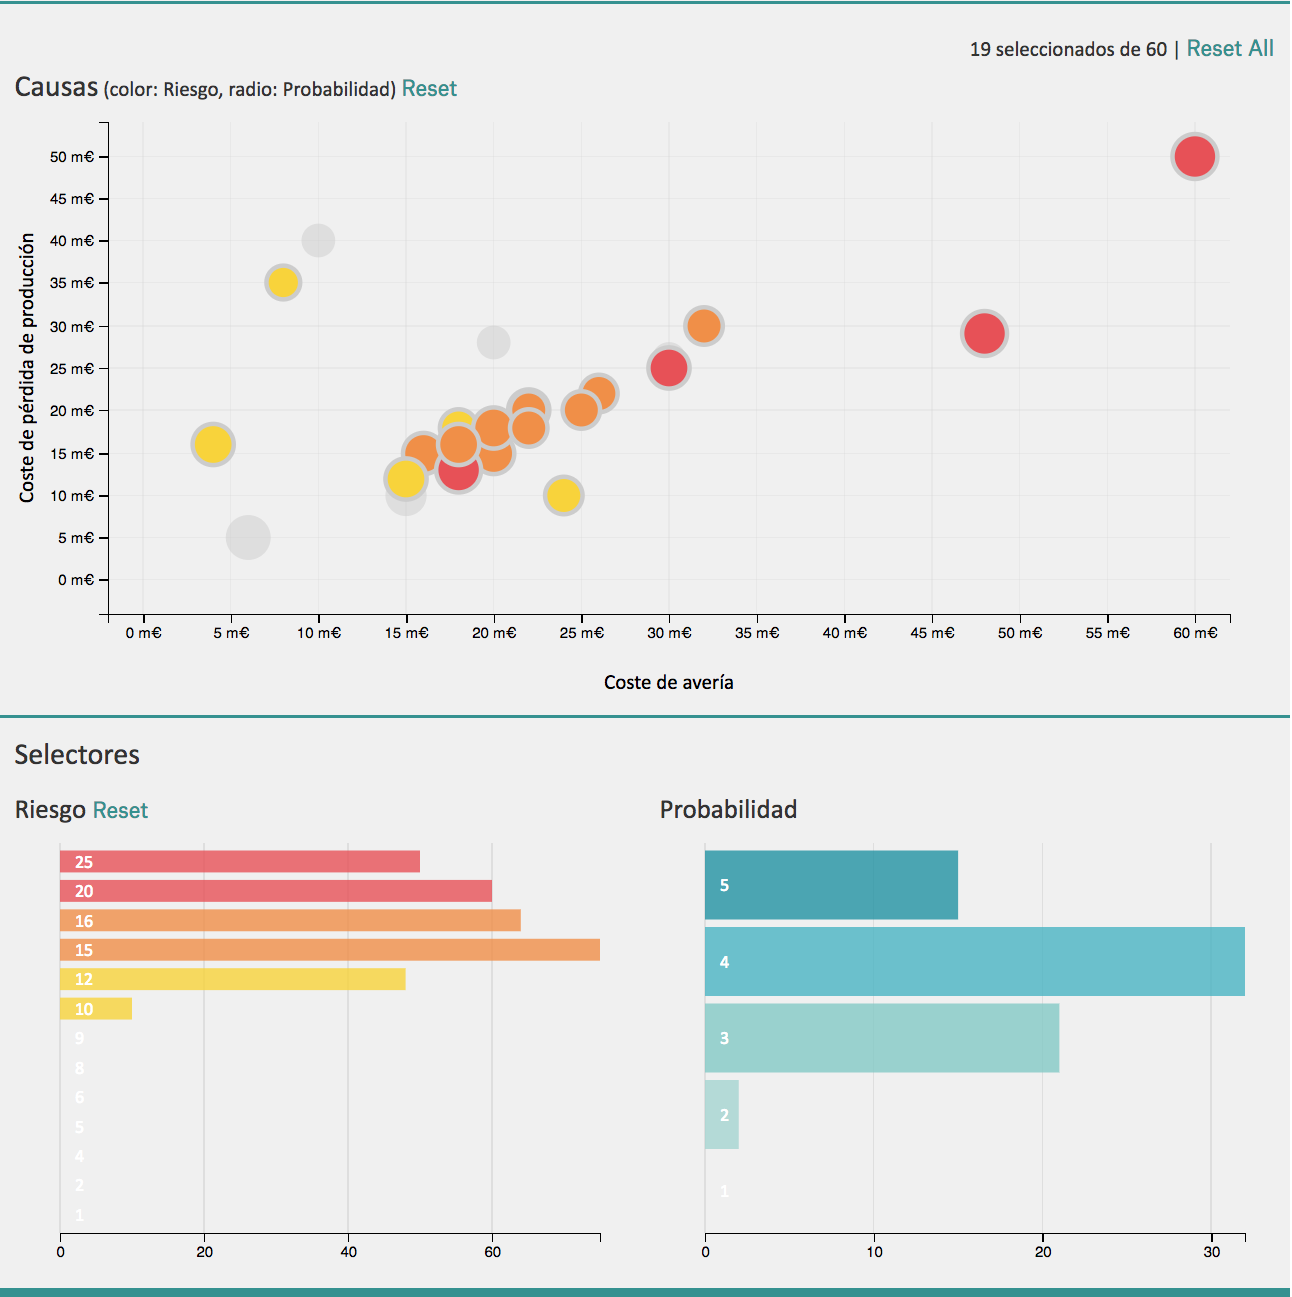 19 seleccionados de 60 | Reset All
Causas (color: Riesgo, radio: Probabilidad) Reset
Coste de pérdida de producción
50 m€
45 m€
40 m€
35 m€
30 m€
25 m€
20 m€
15 m€
10 m€
5 m€
0 m€
0 m€ 5 m€ 10 m€ 15 m€ 20 m€ 25 m€ 30 m€ 35 m€ 40 m€ 45 m€ 50 m€ 55 m€ 60 m€
Coste de avería
Selectores
Riesgo Reset
25
20
16
15
12
10
9
8
6
5
4
2
1
0 20 40 60
Probabilidad
5
4
3
2
1
0 10 20 30